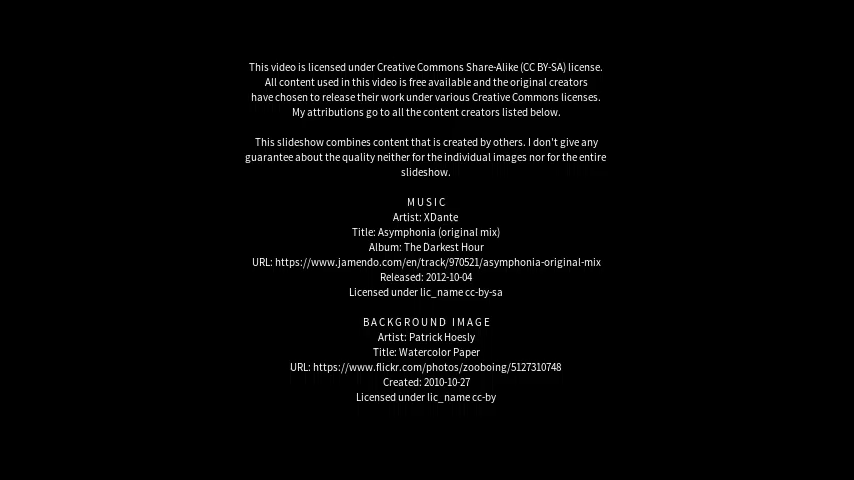 This video is licensed under Creative Commons Share-Alike (CC BY-SA) license.
All content used in this video is free available and the original creators
have chosen to release their work under various Creative Commons licenses.
My attributions go to all the content creators listed below.
This slideshow combines content that is created by others. I don't give any
guarantee about the quality neither for the individual images nor for the entire
slideshow.
MUSIC
Artist: XDante
Title: Asymphonia (original mix)
Album: The Darkest Hour
URL: https://www.jamendo.com/en/track/970521/asymphonia-original-mix
Released: 2012-10-04
Licensed under lic_name cc-by-sa
BACKGROUND IMAGE
Artist: Patrick Hoesly
Title: Watercolor Paper
URL: https://www.flickr.com/photos/zooboing/5127310748
Created: 2010-10-27
Licensed under lic_name cc-by